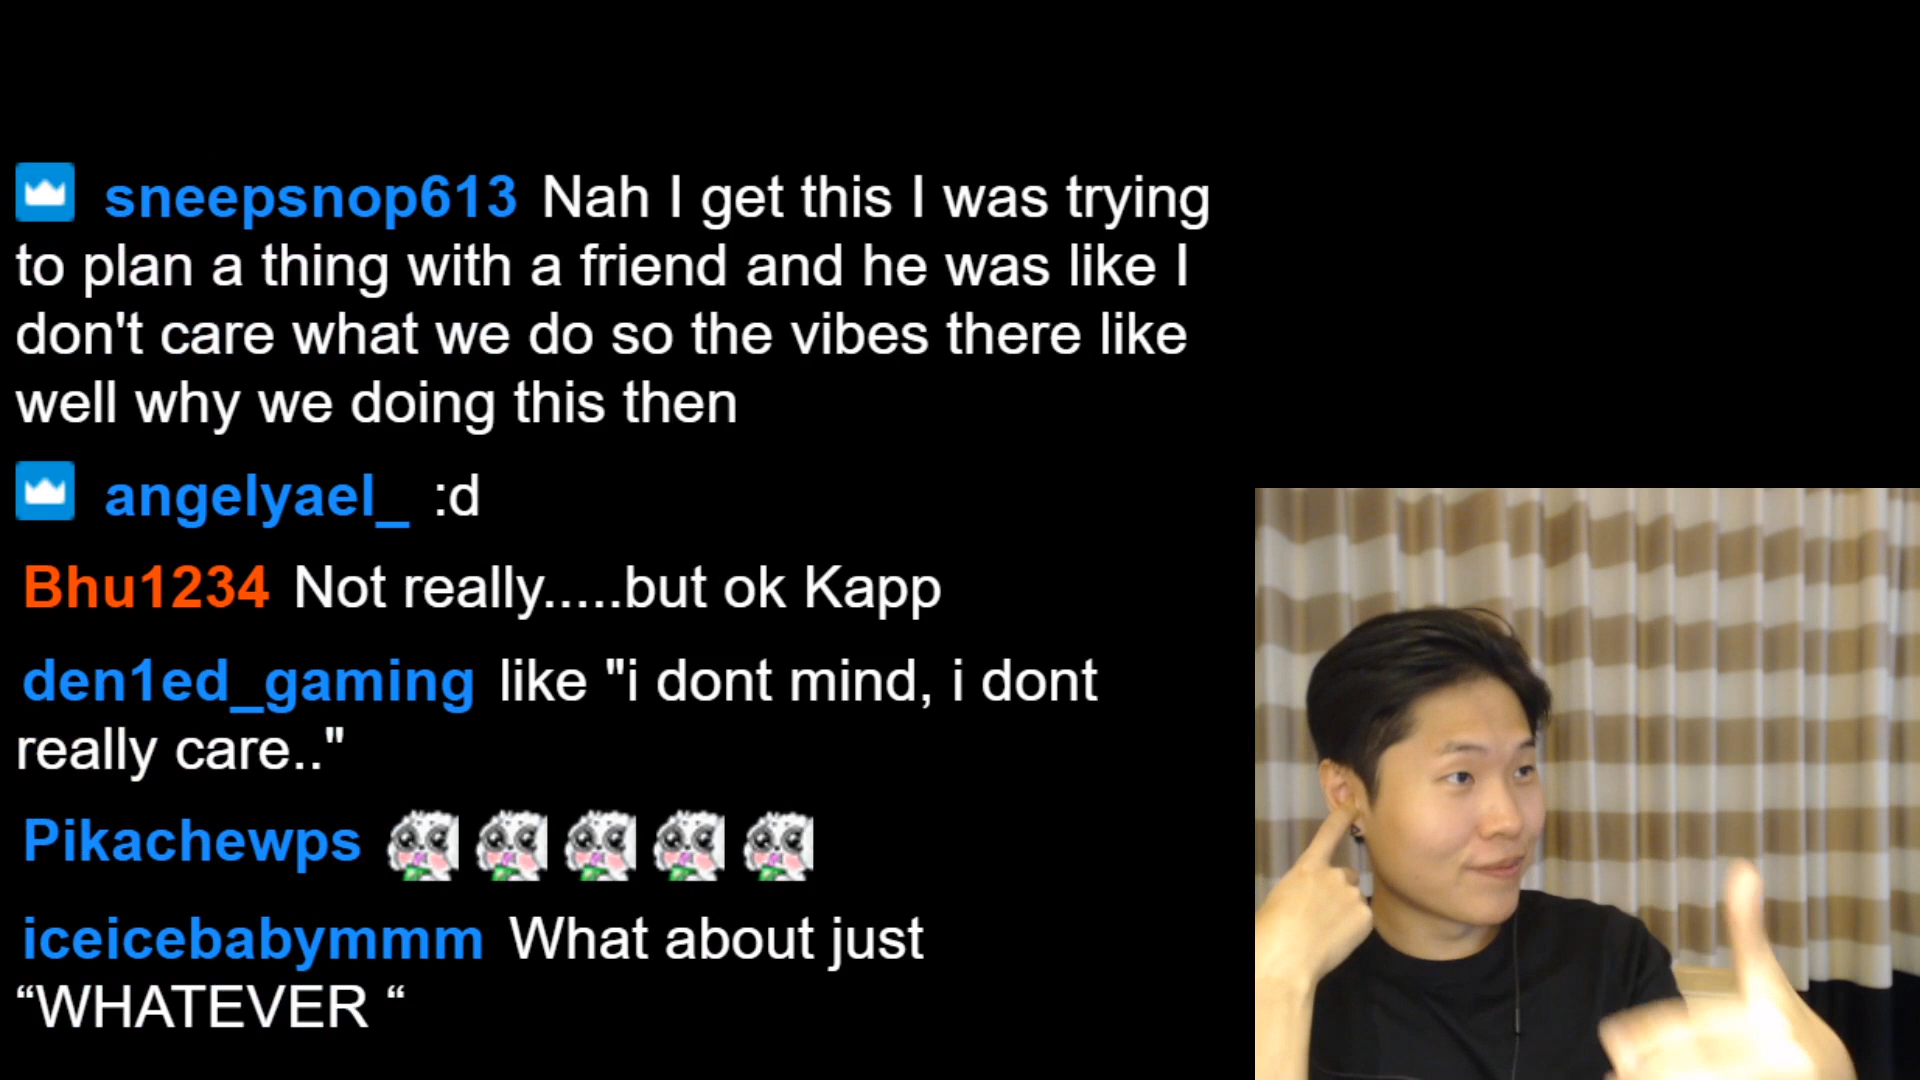 sneepsnop613 Nah I get this I was trying
to plan a thing with a friend and he was like I
don't care what we do so the vibes there like
well why we doing this then
angelyael_ :d
Bhu1234 Not really.....but ok Kapp
den1ed_gaming like "i dont mind, i dont
really care.."
Pikachewps
iceicebabymmm What about just
“WHATEVER “